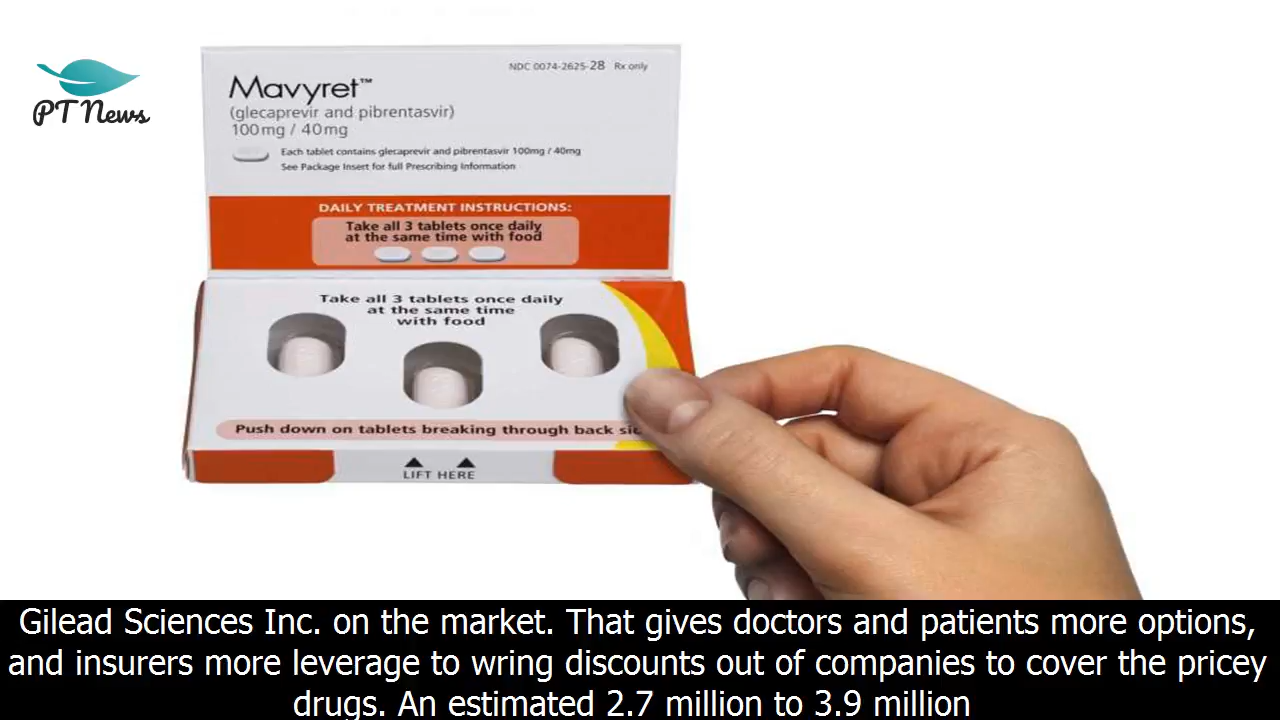 PT News
Mavyret™
NDC 0074-2625-28 Rx only
(glecaprevir and pibrentasvir)
100mg / 40mg
Each tablet contains glecaprevir and pibrentasvir 100mg / 40mg
See Package Insert for full Prescribing Information
DAILY TREATMENT INSTRUCTIONS:
Take all 3 tablets once daily
at the same time with food
Take all 3 tablets once daily
at the same time
with food
Push down on tablets breaking through back
LIFT HERE
Gilead Sciences Inc. on the market. That gives doctors and patients more options,
and insurers more leverage to wring discounts out of companies to cover the pricey
drugs. An estimated 2.7 million to 3.9 million